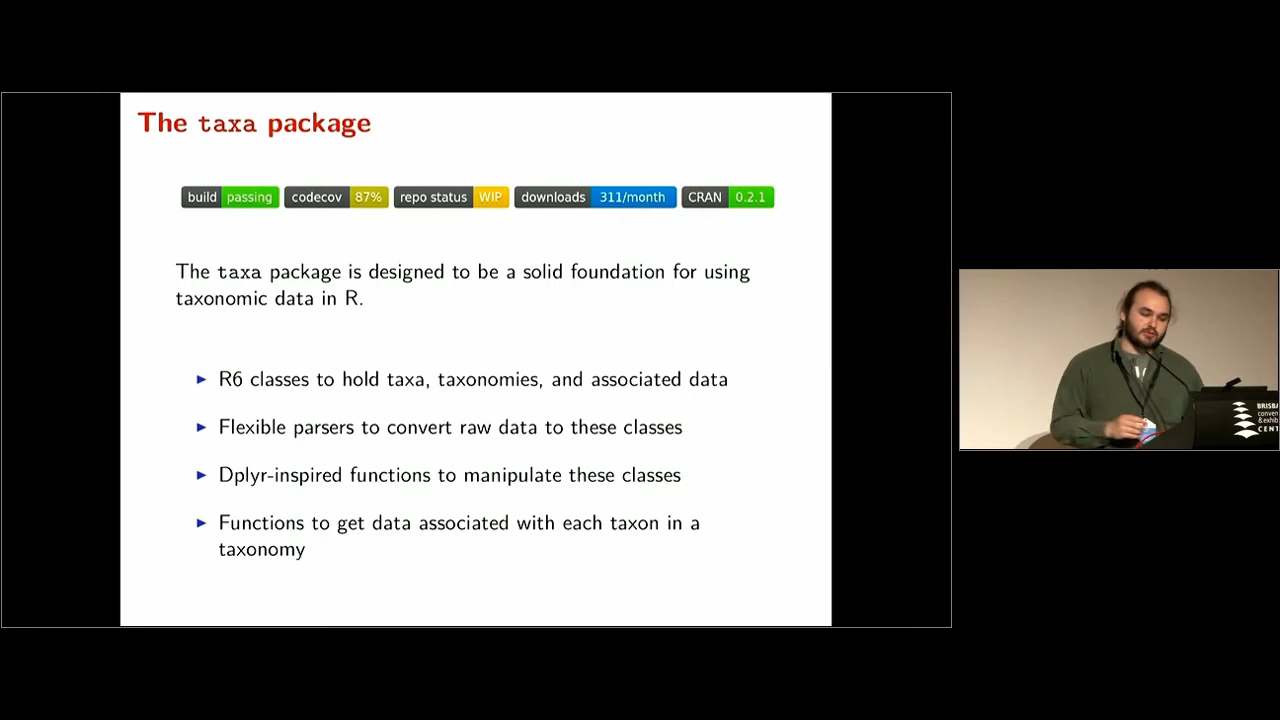 The taxa package
build passing codecov 87% repo status WIP downloads 311/month CRAN 0.2.1
The taxa package is designed to be a solid foundation for using
taxonomic data in R.
R6 classes to hold taxa, taxonomies, and associated data
Flexible parsers to convert raw data to these classes
Dplyr-inspired functions to manipulate these classes
Functions to get data associated with each taxon in a
taxonomy